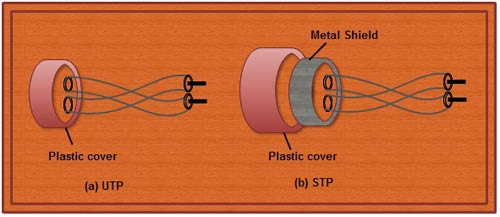 Metal Shield
Plastic cover
Plastic cover
(a) UTP
(b) STP